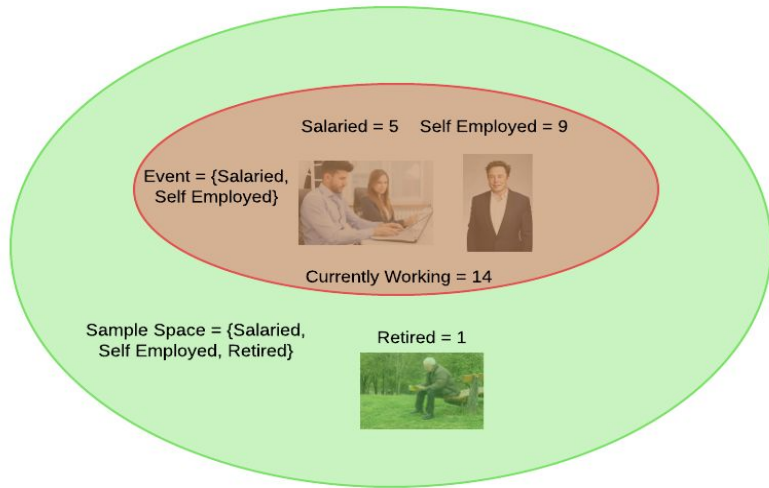 Salaried = 5 Self Employed = 9
Event = {Salaried,
Self Employed}
Currently Working = 14
Sample Space = {Salaried,
Self Employed, Retired}
Retired = 1